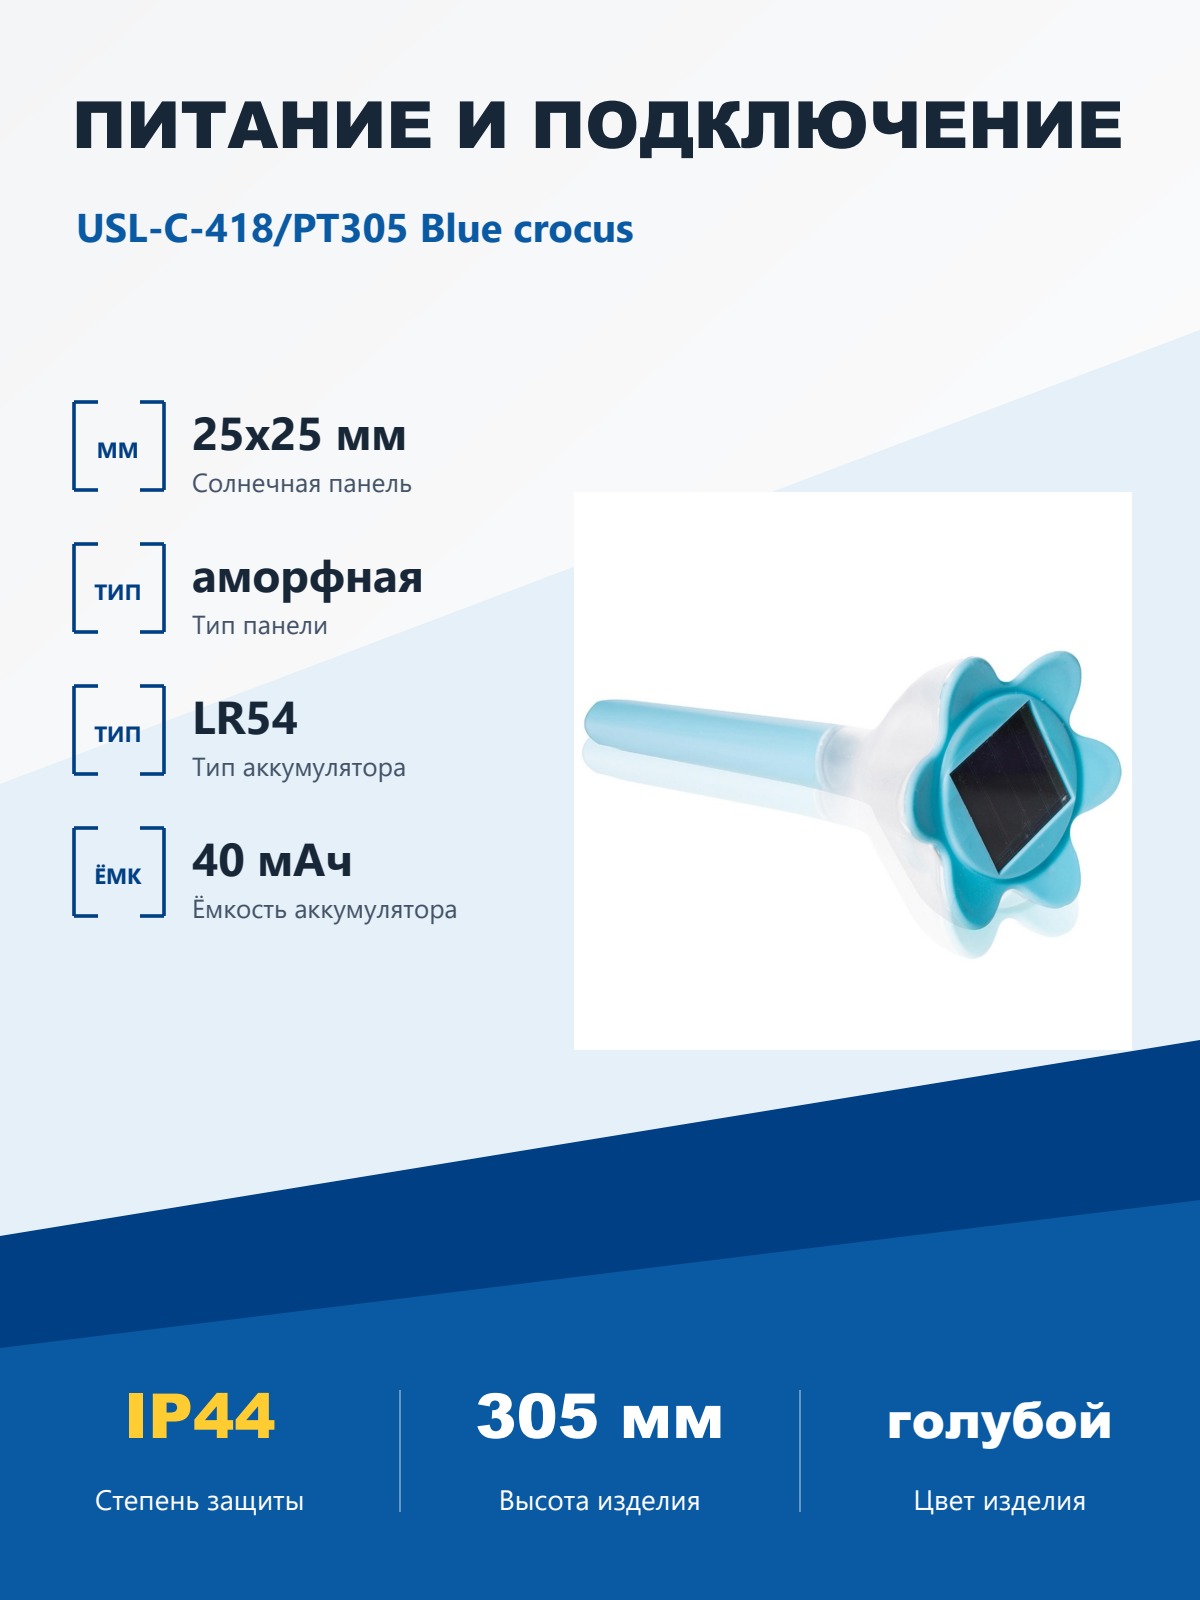 ПИТАНИЕ И ПОДКЛЮЧЕНИЕ
USL-C-418/PT305 Blue crocus
мм
25x25 мм
Солнечная панель
ТИП
аморфная
Тип панели
ТИП
LR54
Тип аккумулятора
ЁМК
40 мАч
Ёмкость аккумулятора
IP44
Степень защиты
305 мм
Высота изделия
голубой
Цвет изделия